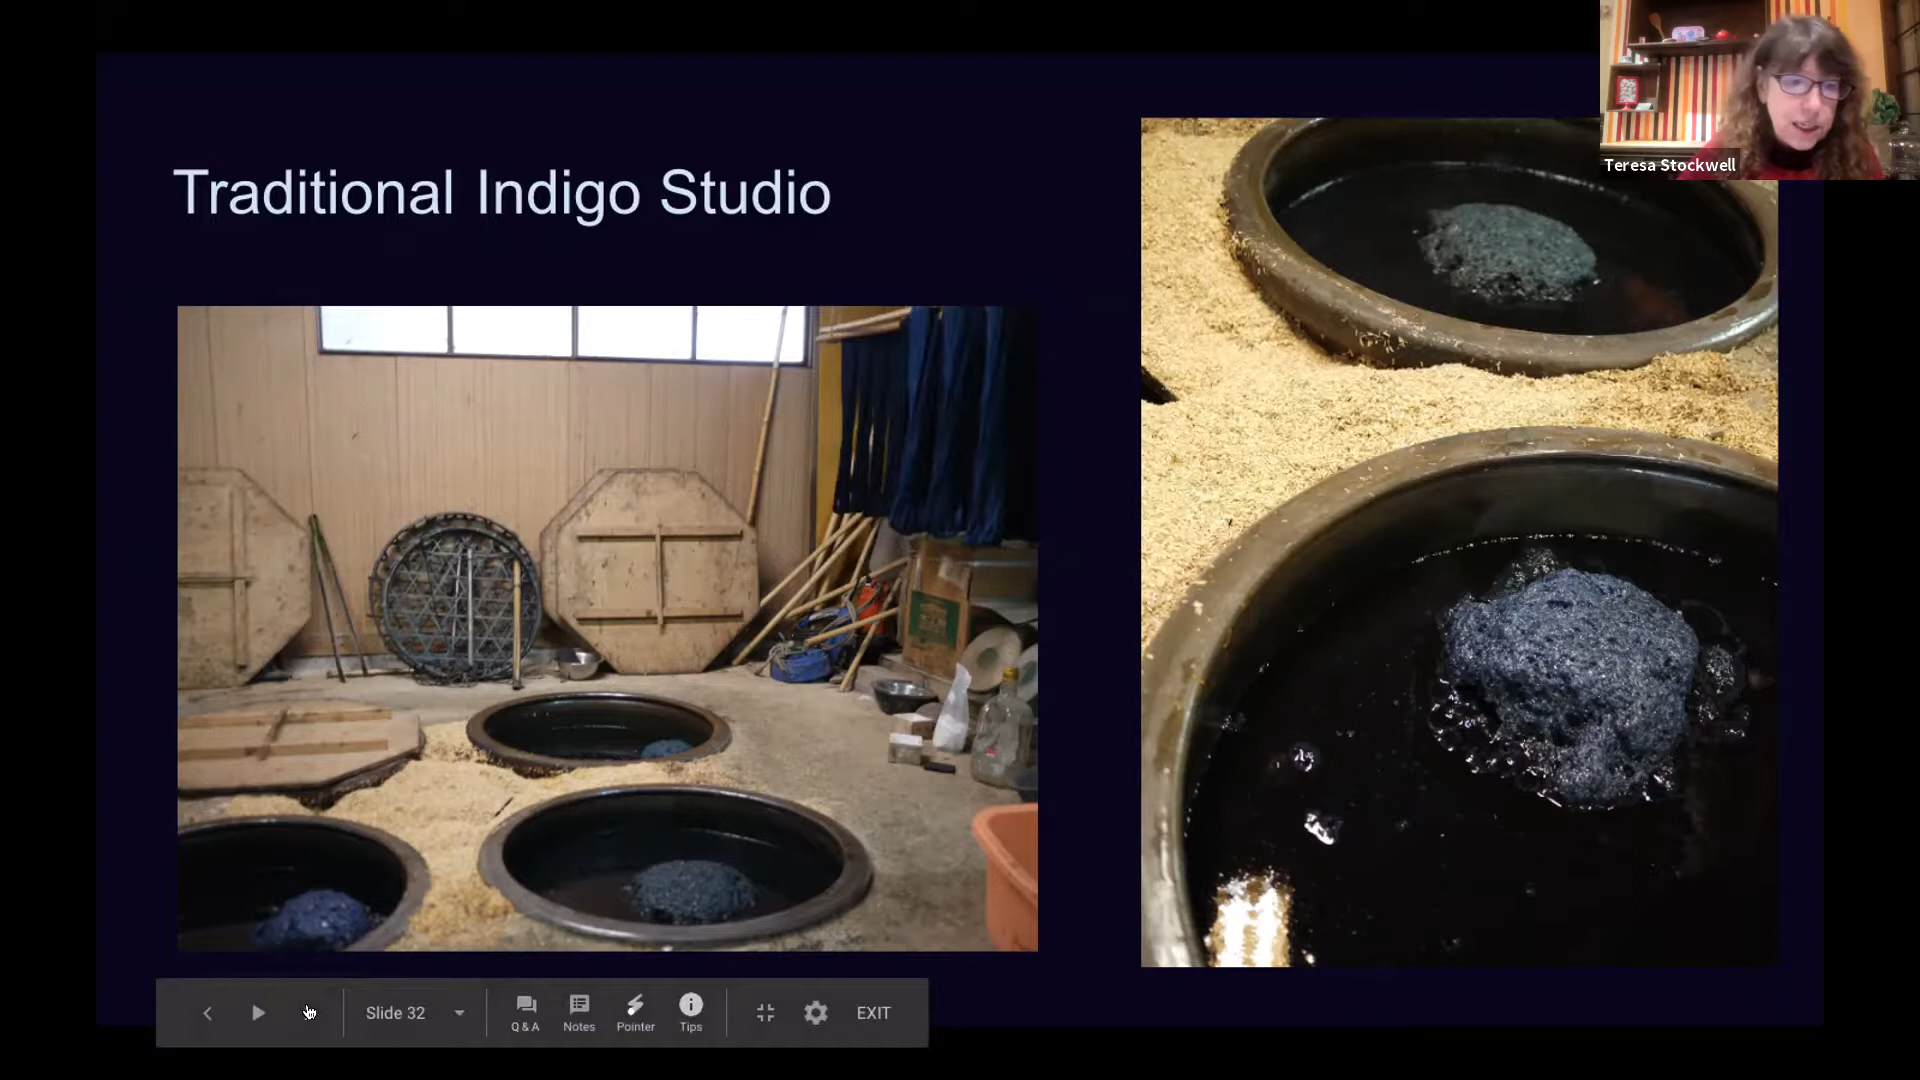 Teresa Stockwell
Traditional Indigo Studio
Slide 32
Q & A
Notes
Pointer
Tips
EXIT